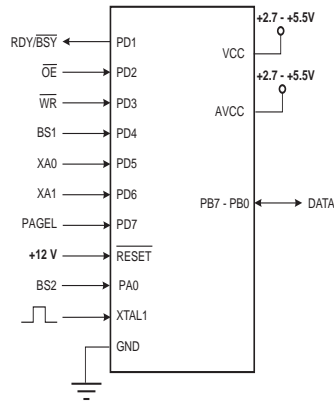 +2.7 - +5.5V
RDY/BSY PD1
VCC
OE PD2
+2.7 - +5.5V
WR PD3
AVCC
BS1 PD4
XA0 PD5
XA1 PD6
PB7 - PB0 DATA
PAGEL PD7
+12 V RESET
BS2 PA0
XTAL1
GND